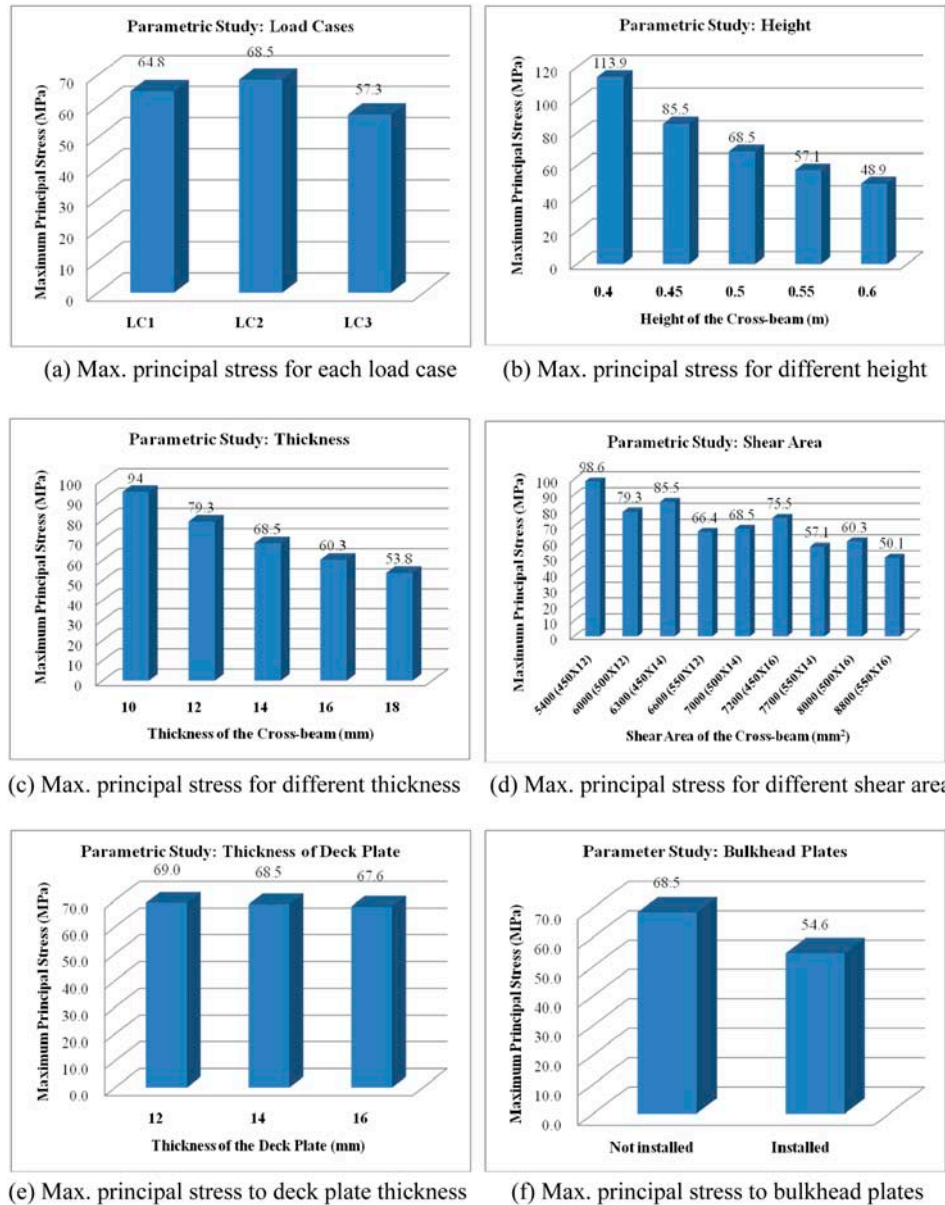 Parametric Study: Load Cases
Maximum Principal Stress (MPa)
70
60
50
40
30
20
10
0
64.8
68.5
57.3
LC1 LC2 LC3
(a) Max. principal stress for each load case
Parametric Study: Height
Maximum Principal Stress (MPa)
120
100
80
60
40
20
0
113.9
85.5
68.5
57.1
48.9
0.4 0.45 0.5 0.55 0.6
Height of the Cross-beam (m)
(b) Max. principal stress for different height
Parametric Study: Thickness
Maximum Principal Stress (MPa)
100
90
80
70
60
50
40
30
20
10
0
94
79.3
68.5
60.3
53.8
10 12 14 16 18
Thickness of the Cross-beam (mm)
(c) Max. principal stress for different thickness
Parametric Study: Shear Area
Maximum Principal Stress (MPa)
100
90
80
70
60
50
40
30
20
10
0
98.6
79.3
85.5
66.4
68.5
75.5
57.1
60.3
50.1
5400 (450X12)
6000 (500X12)
6300 (450X14)
6600 (550X12)
7000 (500X14)
7200 (450X16)
7700 (550X14)
8000 (500X16)
8800 (550X16)
Shear Area of the Cross-beam (mm²)
(d) Max. principal stress for different shear area
Parametric Study: Thickness of Deck Plate
Maximum Principal Stress (MPa)
70.0
60.0
50.0
40.0
30.0
20.0
10.0
0.0
69.0
68.5
67.6
12 14 16
Thickness of the Deck Plate (mm)
(e) Max. principal stress to deck plate thickness
Parameter Study: Bulkhead Plates
Maximum Principal Stress (MPa)
70.0
60.0
50.0
40.0
30.0
20.0
10.0
0.0
68.5
54.6
Not installed Installed
(f) Max. principal stress to bulkhead plates